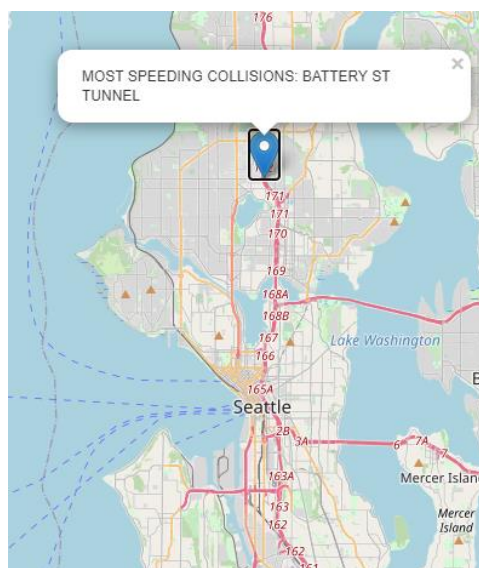 176
MOST SPEEDING COLLISIONS: BATTERY ST
TUNNEL
×
171
171
170
169
168A
168B
Lake Washington
167
166
165A
Seattle
2B
3A
6
7A
7
163A
163
162
162
161
Mercer Island
Mercer
Island